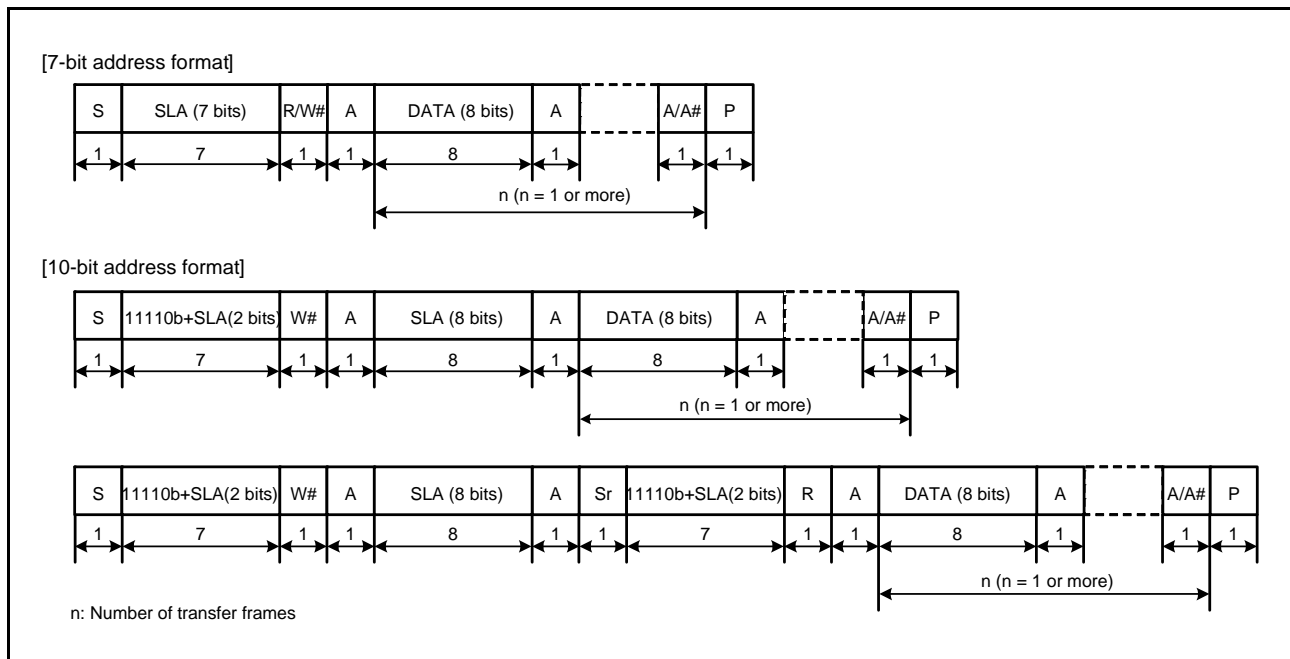 [7-bit address format]
S SLA (7 bits) R/W# A DATA (8 bits) A A/A# P
1 7 1 1 8 1 1 1
n (n = 1 or more)
[10-bit address format]
S 11110b+SLA(2 bits) W# A SLA (8 bits) A DATA (8 bits) A A/A# P
1 7 1 1 8 1 8 1 1 1
n (n = 1 or more)
S 11110b+SLA(2 bits) W# A SLA (8 bits) A Sr 11110b+SLA(2 bits) R A DATA (8 bits) A A/A# P
1 7 1 1 8 1 1 7 1 1 8 1 1 1
n (n = 1 or more)
n: Number of transfer frames